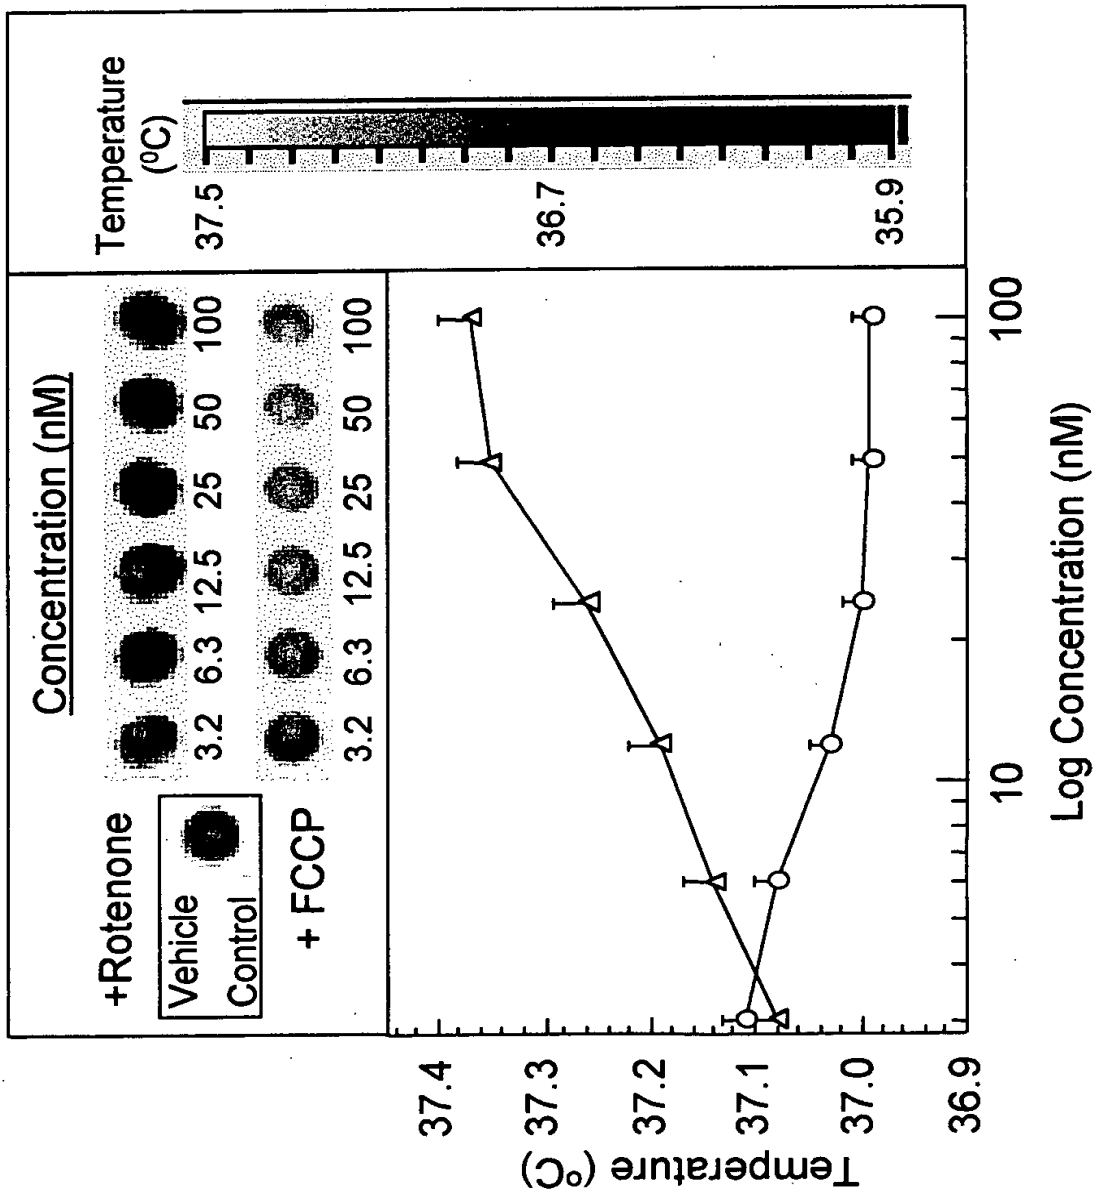 Concentration (nM)
+Rotenone
3.2 6.3 12.5 25 50 100
Vehicle
Control
+ FCCP
3.2 6.3 12.5 25 50 100
Temperature
(⁰C)
37.5
36.7
35.9
Temperature (⁰C)
37.4
37.3
37.2
37.1
37.0
36.9
10 100
Log Concentration (nM)